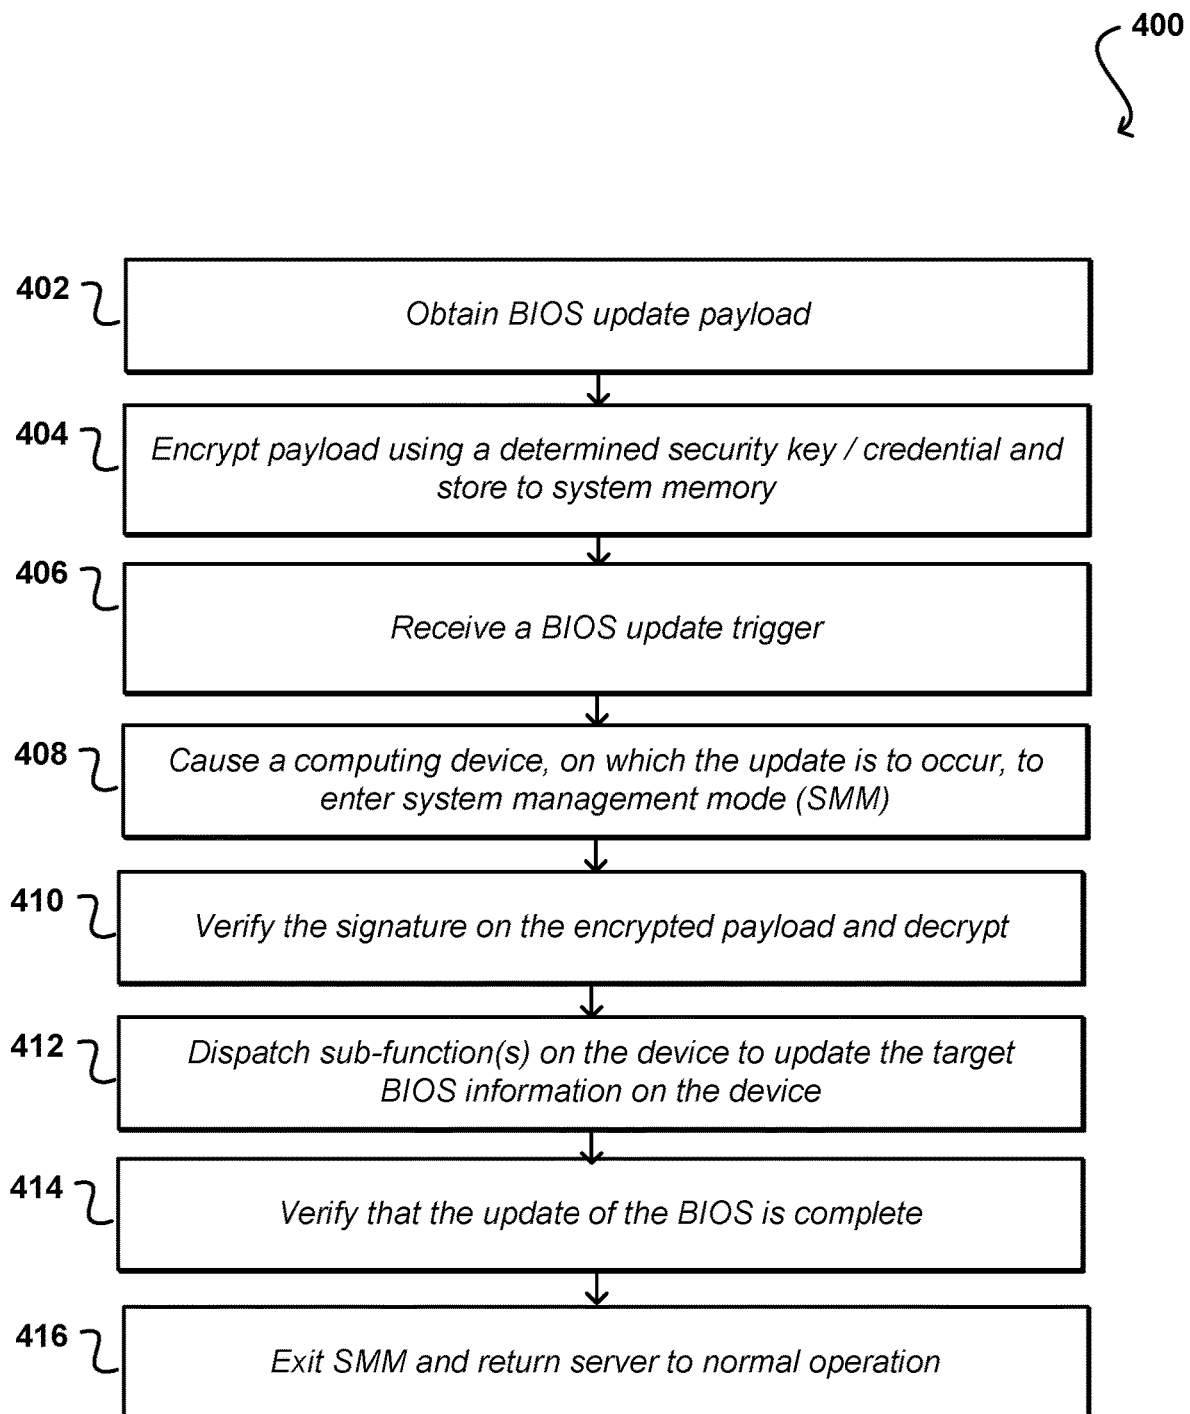 400
402
Obtain BIOS update payload
404
Encrypt payload using a determined security key / credential and
store to system memory
406
Receive a BIOS update trigger
408
Cause a computing device, on which the update is to occur, to
enter system management mode (SMM)
410
Verify the signature on the encrypted payload and decrypt
412
Dispatch sub-function(s) on the device to update the target
BIOS information on the device
414
Verify that the update of the BIOS is complete
416
Exit SMM and return server to normal operation